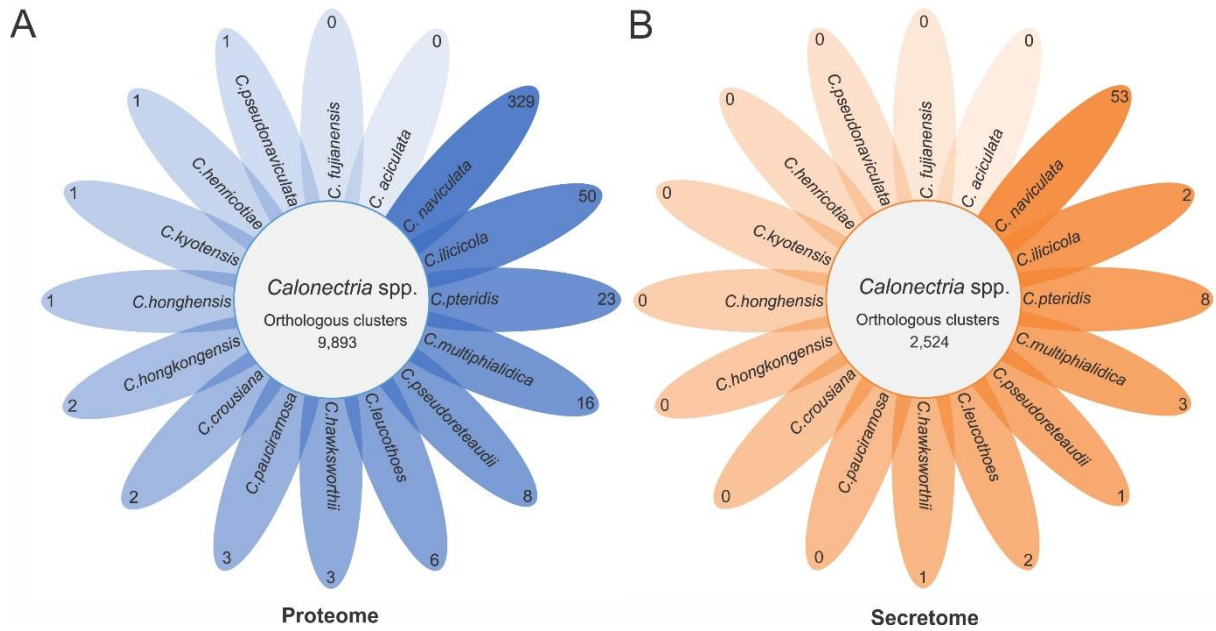 A
0
C. fujianensis
0
C. aciculata
329
C. naviculata
50
C.ilicicola
23
C.pteridis
16
C.multiphialidica
8
C.pseudoreteaudii
6
C.leucothoes
3
C.hawksworthii
3
C.pauciramosa
2
C.crousiana
2
C.hongkongensis
1
C.honghensis
1
C.kyotensis
1
C.henricotiae
1
C.pseudonaviculata
Calonectria spp.
Orthologous clusters
9,893
Proteome
B
0
C. fujianensis
0
C. aciculata
53
C. naviculata
2
C.ilicicola
8
C.pteridis
3
C.multiphialidica
1
C.pseudoreteaudii
2
C.leucothoes
1
C.hawksworthii
0
C.pauciramosa
0
C.crousiana
0
C.hongkongensis
0
C.honghensis
0
C.kyotensis
0
C.henricotiae
0
C.pseudonaviculata
Calonectria spp.
Orthologous clusters
2,524
Secretome